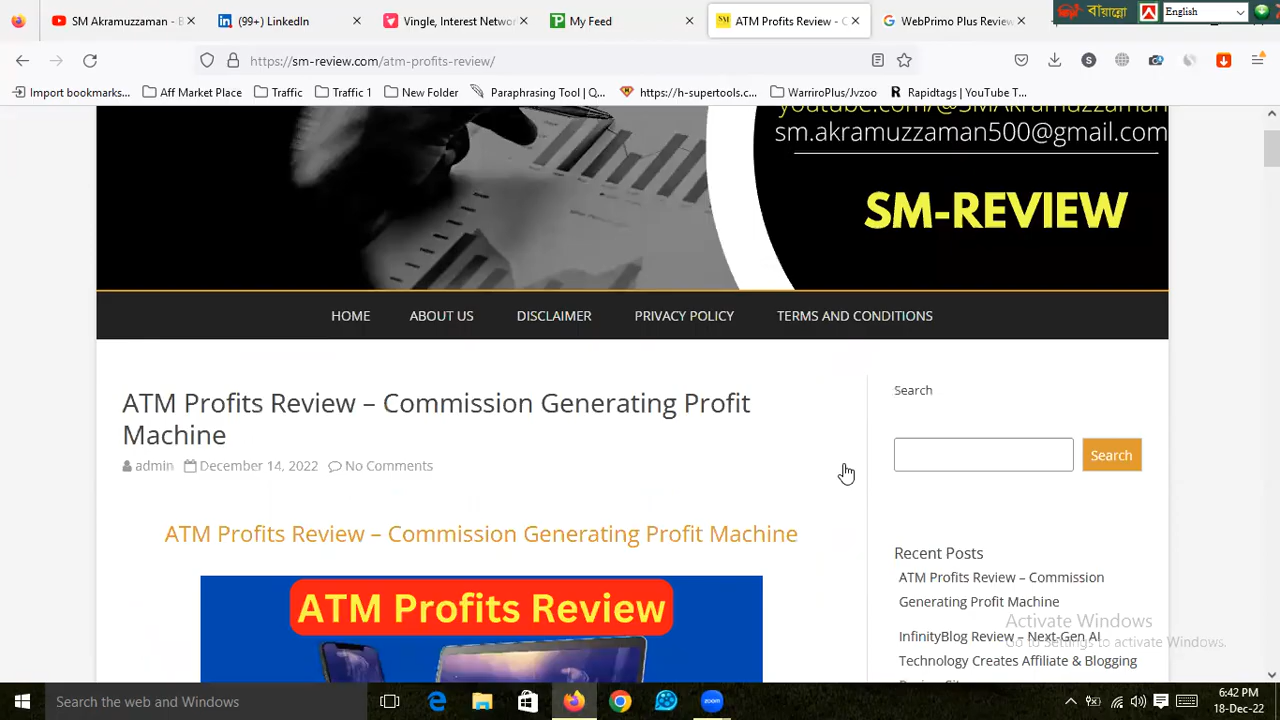 SM Akramuzzaman - B
(99+) LinkedIn
My Feed
ATM Profits Review - C
WebPrimo Plus Review
English
https://sm-review.com/atm-profits-review/
Import bookmarks...
Aff Market Place
Traffic
Traffic 1
New Folder
Paraphrasing Tool | Q...
https://h-supertools.c...
WarriroPlus/Jvzoo
Rapidtags | YouTube T...
youtube.com/@SMAkramuzzaman
sm.akramuzzaman500@gmail.com
SM-REVIEW
HOME
ABOUT US
DISCLAIMER
PRIVACY POLICY
TERMS AND CONDITIONS
ATM Profits Review – Commission Generating Profit
Machine
admin
December 14, 2022
No Comments
ATM Profits Review – Commission Generating Profit Machine
ATM Profits Review
Search
Search
Recent Posts
ATM Profits Review – Commission
Generating Profit Machine
InfinityBlog Review – Next-Gen AI
Technology Creates Affiliate & Blogging
Activate Windows
Go to Settings to activate Windows.
Search the web and Windows
6:42 PM
18-Dec-22